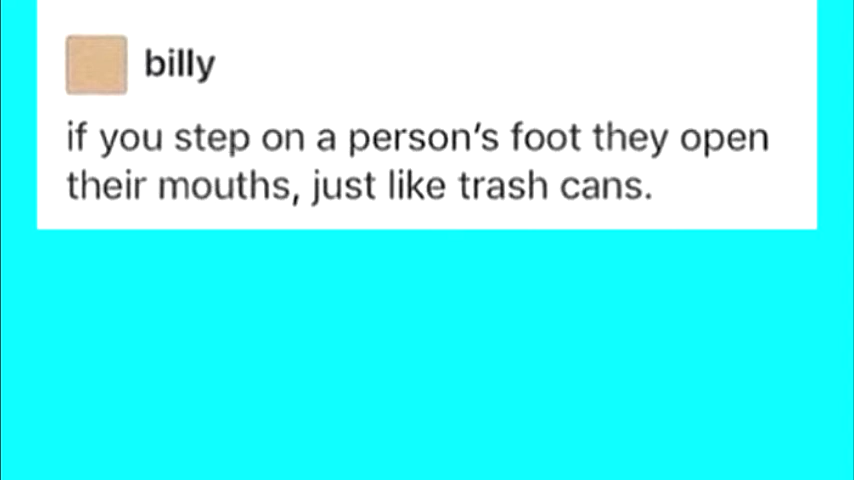 billy
if you step on a person's foot they open
their mouths, just like trash cans.